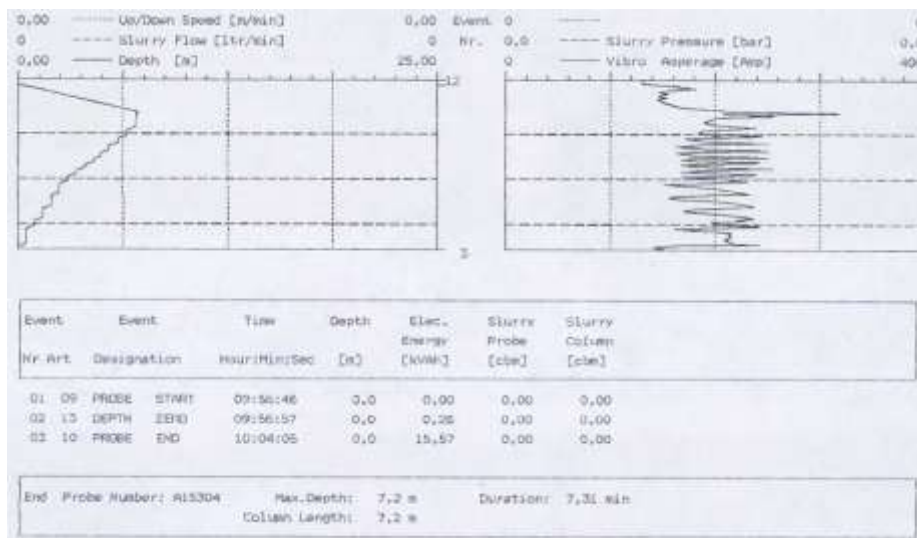 0,00 Up/Down Speed [m/min] 0,00 Event 0
0 Slurry Flow [ltr/min] 0 Nr. 0,0 Slurry Pressure [bar] 0,
0,00 Depth [m] 25,00 0 Vibro Amperage [Amp] 400
12
Event Event Time Depth Elec. Slurry Slurry
Energy Probe Column
Nr Art Designation Hour:Min:Sec [m] [kVAh] [cbm] [cbm]
01 09 PROBE START 09:56:46 0,0 0,00 0,00 0,00
02 13 DEPTH ZERO 09:56:57 0,0 0,26 0,00 0,00
03 10 PROBE END 10:04:05 0,0 15,57 0,00 0,00
End Probe Number: A15304 Max.Depth: 7,2 m Duration: 7,31 min
Column Length: 7,2 m